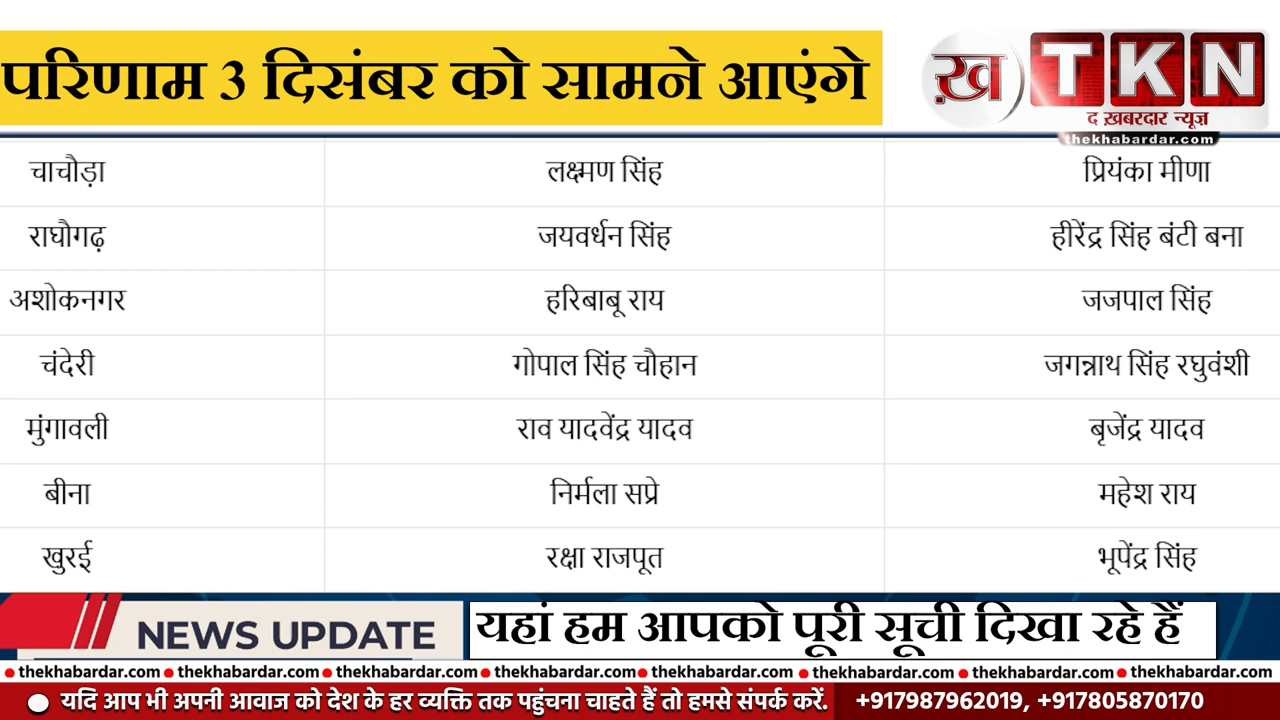 परिणाम 3 दिसंबर को सामने आएंगे
ख़ TKN
द ख़बरदार न्यूज़
thekhabardar.com
चाचौड़ा लक्ष्मण सिंह प्रियंका मीणा
राघौगढ़ जयवर्धन सिंह हीरेंद्र सिंह बंटी बना
अशोकनगर हरिबाबू राय जजपाल सिंह
चंदेरी गोपाल सिंह चौहान जगन्नाथ सिंह रघुवंशी
मुंगावली राव यादवेंद्र यादव बृजेंद्र यादव
बीना निर्मला सप्रे महेश राय
खुरई रक्षा राजपूत भूपेंद्र सिंह
NEWS UPDATE यहां हम आपको पूरी सूची दिखा रहे हैं
thekhabardar.com • thekhabardar.com • thekhabardar.com • thekhabardar.com • thekhabardar.com • thekhabardar.com • thekhabardar.com • thekhabardar.com
यदि आप भी अपनी आवाज को देश के हर व्यक्ति तक पहुंचना चाहते हैं तो हमसे संपर्क करें. +917987962019, +917805870170